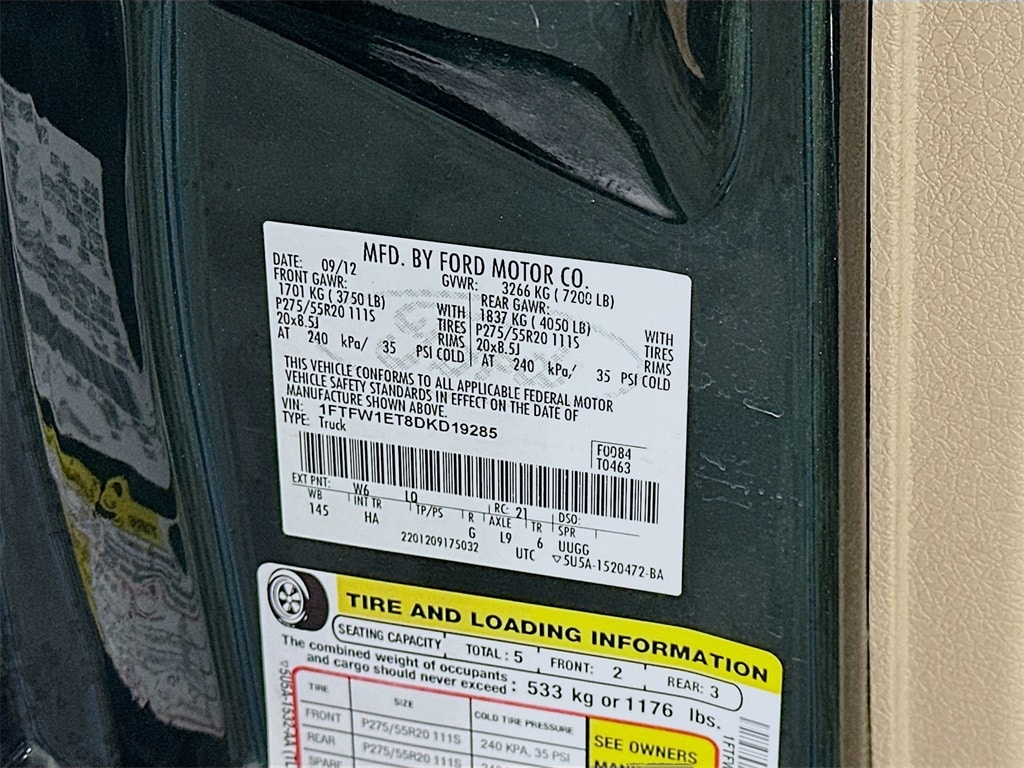 MFD. BY FORD MOTOR CO.
DATE: 09/12 GVWR: 3266 KG ( 7200 LB)
FRONT GAWR: REAR GAWR:
1701 KG ( 3750 LB) WITH 1837 KG ( 4050 LB) WITH
P275/55R20 111S TIRES P275/55R20 111S TIRES
20x8.5J RIMS 20x8.5J RIMS
AT 240 kPa/ 35 PSI COLD AT 240 kPa/ 35 PSI COLD
THIS VEHICLE CONFORMS TO ALL APPLICABLE FEDERAL MOTOR
VEHICLE SAFETY STANDARDS IN EFFECT ON THE DATE OF
MANUFACTURE SHOWN ABOVE.
VIN: 1FTFW1ET8DKD19285
TYPE: Truck
F0084
T0463
EXT PNT: W6 LQ RC: 21 DSO:
WB INT TR TP/PS R AXLE TR SPR
145 HA G L9 6 UUGG
2201209175032 UTC ▽5U5A-1520472-BA
TIRE AND LOADING INFORMATION
SEATING CAPACITY TOTAL : 5 FRONT: 2 REAR: 3
The combined weight of occupants
and cargo should never exceed : 533 kg or 1176 lbs.
TIRE SIZE COLD TIRE PRESSURE
FRONT P275/55R20 111S 240 KPA, 35 PSI
REAR P275/55R20 111S
SPARE
SEE OWNERS